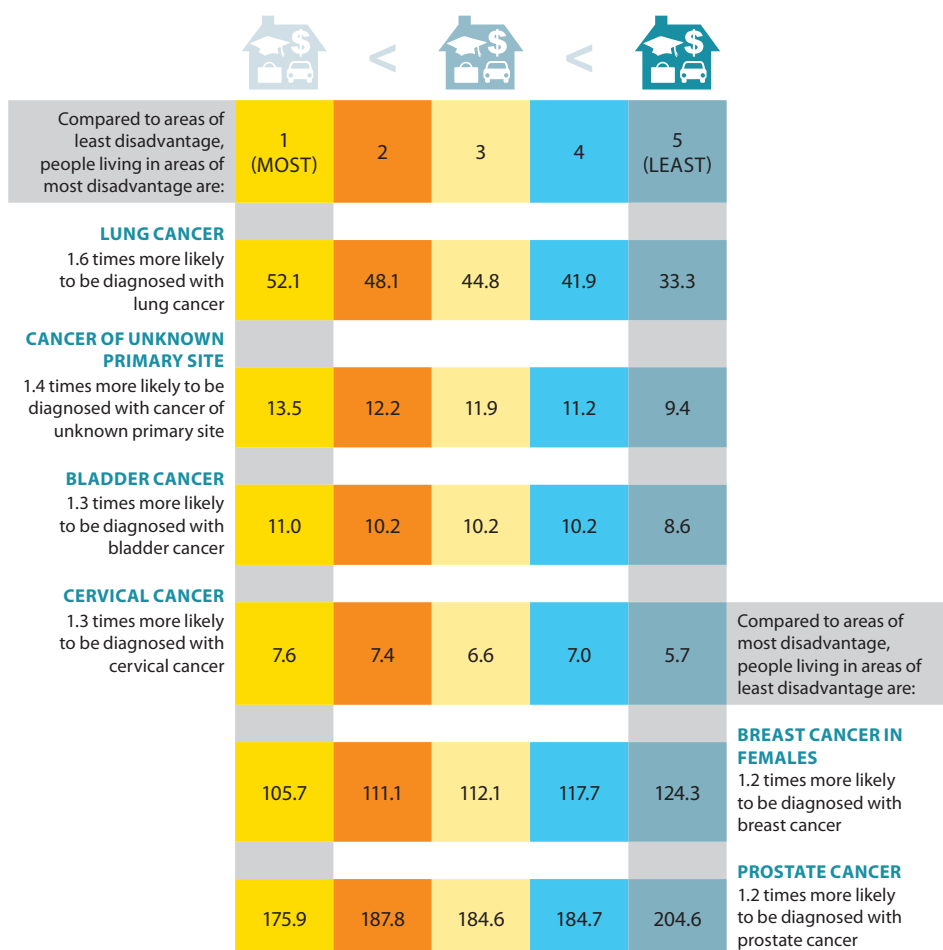 $
<
$
<
$
Compared to areas of
least disadvantage,
people living in areas of
most disadvantage are:
1
(MOST)
2
3
4
5
(LEAST)
LUNG CANCER
1.6 times more likely
to be diagnosed with
lung cancer
52.1
48.1
44.8
41.9
33.3
CANCER OF UNKNOWN
PRIMARY SITE
1.4 times more likely to be
diagnosed with cancer of
unknown primary site
13.5
12.2
11.9
11.2
9.4
BLADDER CANCER
1.3 times more likely
to be diagnosed with
bladder cancer
11.0
10.2
10.2
10.2
8.6
CERVICAL CANCER
1.3 times more likely
to be diagnosed with
cervical cancer
7.6
7.4
6.6
7.0
5.7
Compared to areas of
most disadvantage,
people living in areas of
least disadvantage are:
105.7
111.1
112.1
117.7
124.3
BREAST CANCER IN
FEMALES
1.2 times more likely
to be diagnosed with
breast cancer
175.9
187.8
184.6
184.7
204.6
PROSTATE CANCER
1.2 times more likely
to be diagnosed with
prostate cancer